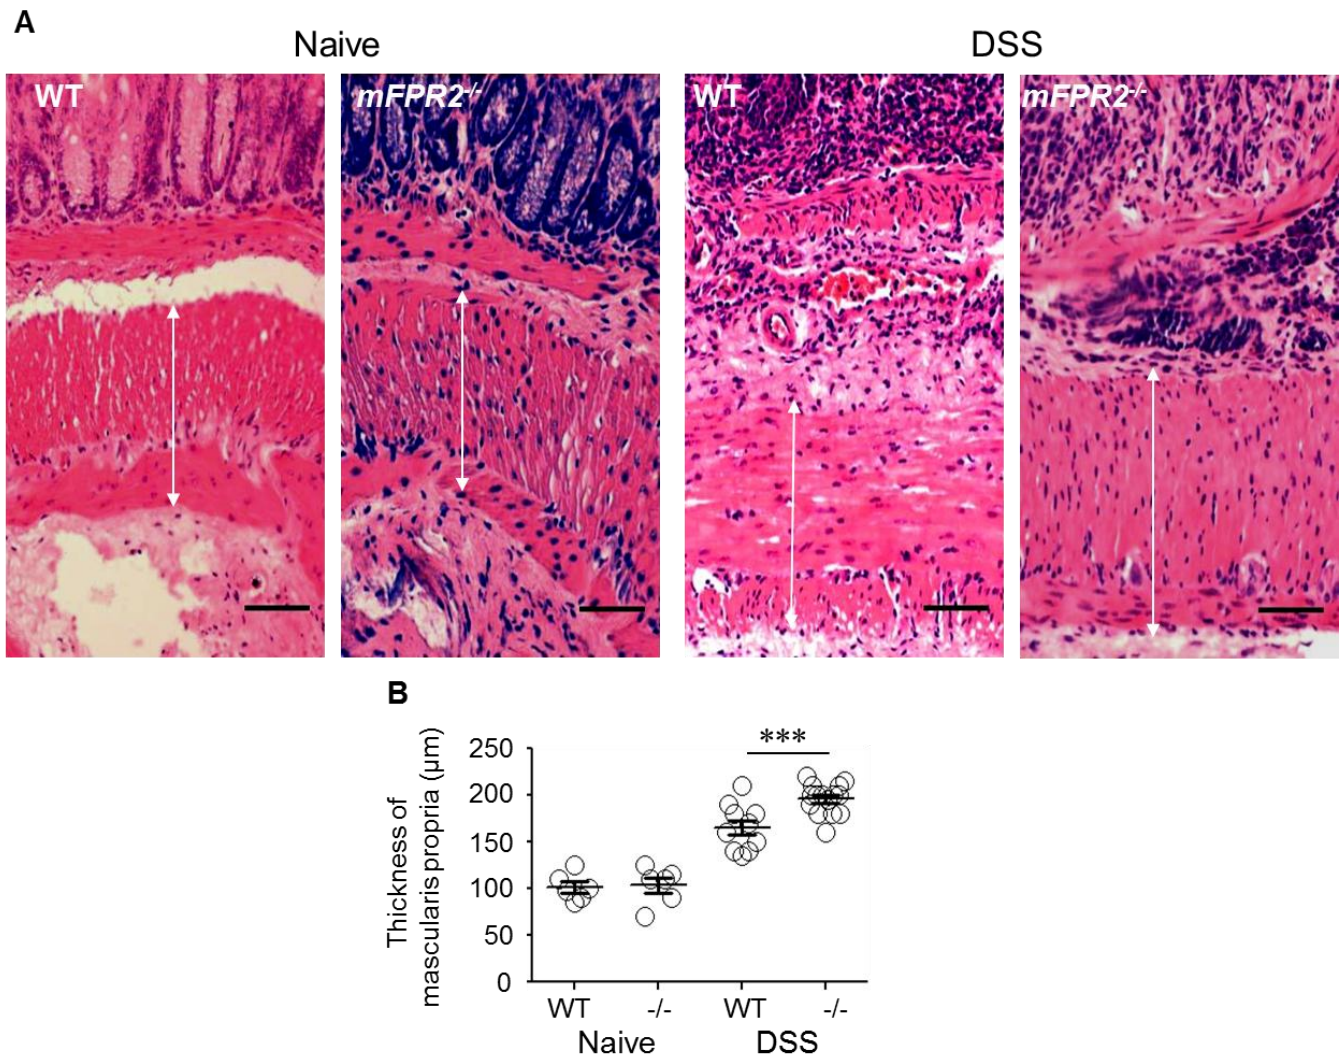 A
Naive
DSS
WT
mFPR2-/-
WT
mFPR2-/-
B
***
Thickness of
mascularis propria (μm)
250
200
150
100
50
0
WT
-/-
WT
-/-
Naive
DSS